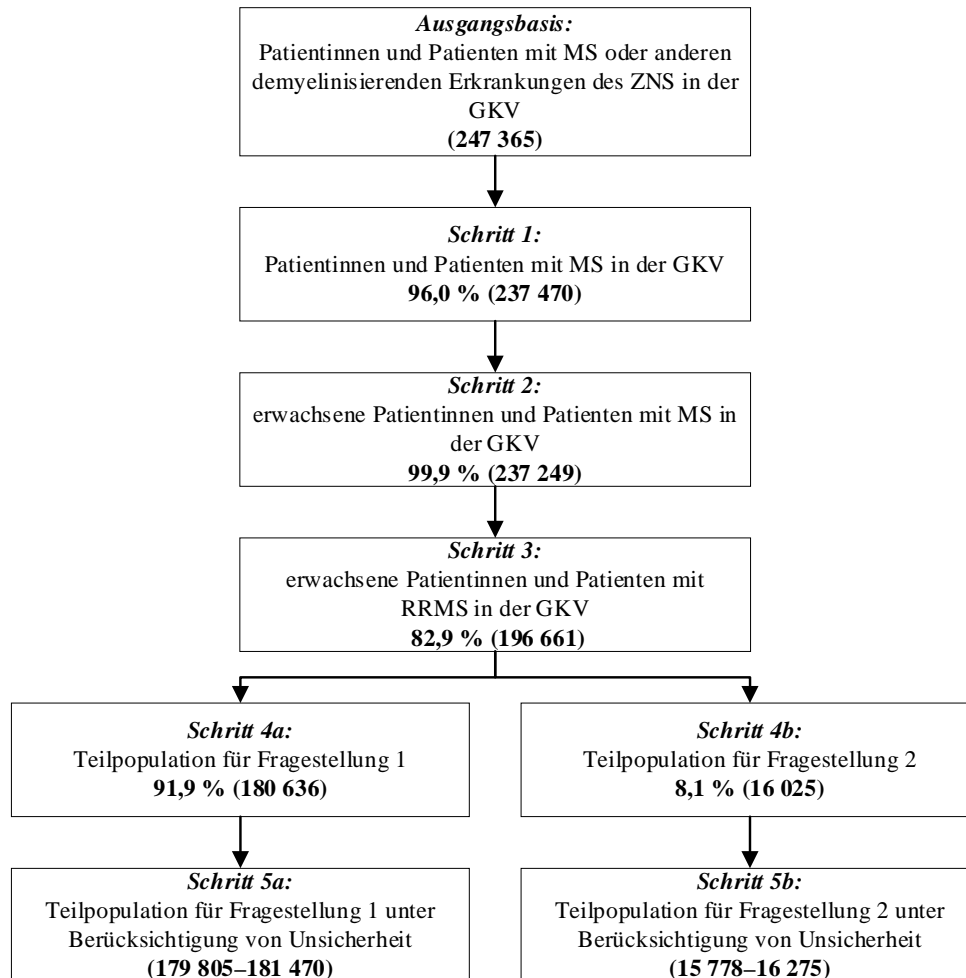 Ausgangsbasis:
Patientinnen und Patienten mit MS oder anderen
demyelinisierenden Erkrankungen des ZNS in der
GKV
(247 365)
Schritt 1:
Patientinnen und Patienten mit MS in der GKV
96,0 % (237 470)
Schritt 2:
erwachsene Patientinnen und Patienten mit MS in
der GKV
99,9 % (237 249)
Schritt 3:
erwachsene Patientinnen und Patienten mit
RRMS in der GKV
82,9 % (196 661)
Schritt 4a:
Teilpopulation für Fragestellung 1
91,9 % (180 636)
Schritt 4b:
Teilpopulation für Fragestellung 2
8,1 % (16 025)
Schritt 5a:
Teilpopulation für Fragestellung 1 unter
Berücksichtigung von Unsicherheit
(179 805–181 470)
Schritt 5b:
Teilpopulation für Fragestellung 2 unter
Berücksichtigung von Unsicherheit
(15 778–16 275)